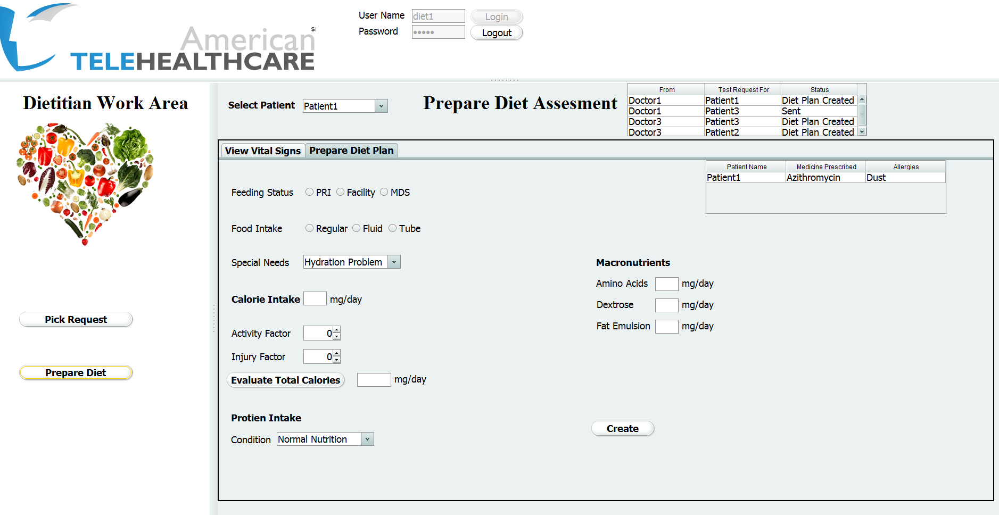 American SM
TELEHEALTHCARE
User Name diet1 Login
Password ••••• Logout
Dietitian Work Area
Pick Request
Prepare Diet
Select Patient Patient1
Prepare Diet Assesment
From Test Request For Status
Doctor1 Patient1 Diet Plan Created
Doctor1 Patient3 Sent
Doctor3 Patient3 Diet Plan Created
Doctor3 Patient2 Diet Plan Created
View Vital Signs Prepare Diet Plan
Patient Name Medicine Prescribed Allergies
Patient1 Azithromycin Dust
Feeding Status PRI Facility MDS
Food Intake Regular Fluid Tube
Special Needs Hydration Problem
Calorie Intake mg/day
Activity Factor 0
Injury Factor 0
Evaluate Total Calories mg/day
Protien Intake
Condition Normal Nutrition
Macronutrients
Amino Acids mg/day
Dextrose mg/day
Fat Emulsion mg/day
Create